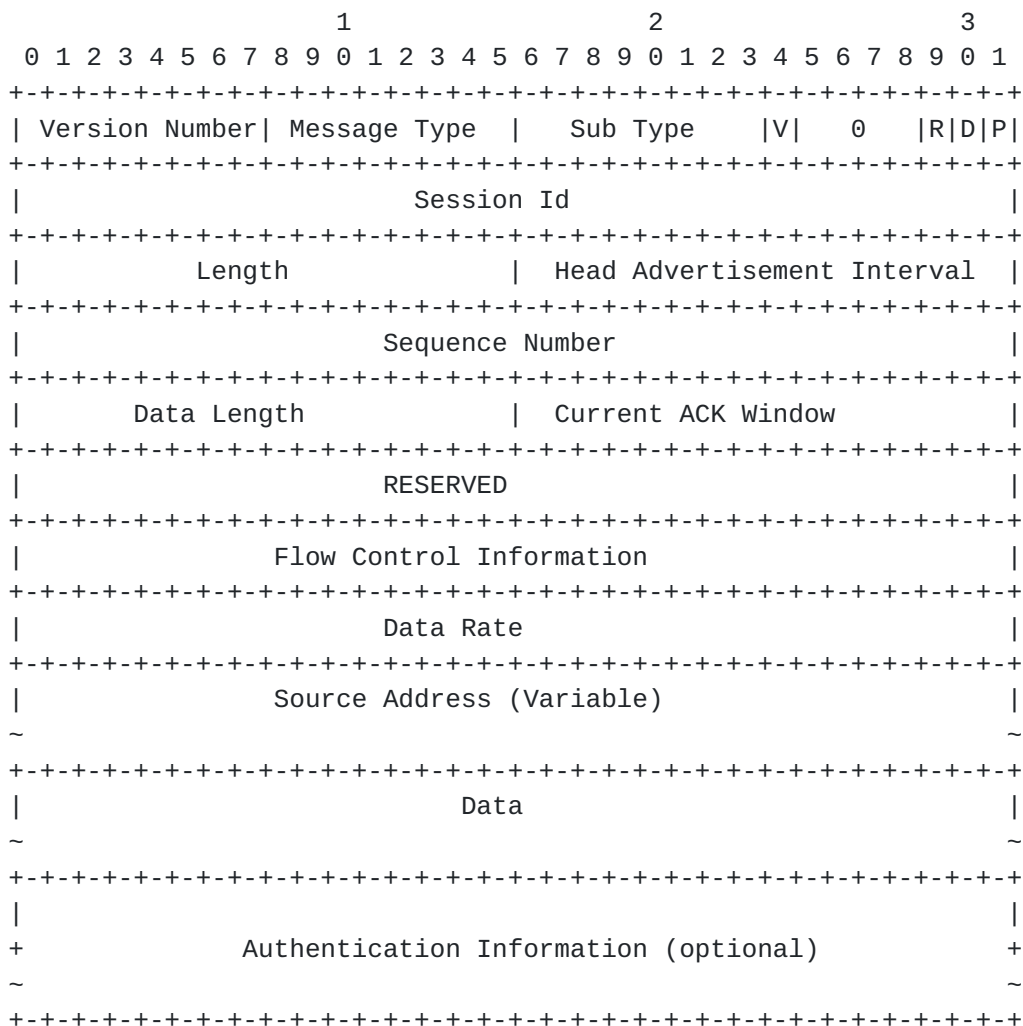 1                   2                   3
 0 1 2 3 4 5 6 7 8 9 0 1 2 3 4 5 6 7 8 9 0 1 2 3 4 5 6 7 8 9 0 1
+-+-+-+-+-+-+-+-+-+-+-+-+-+-+-+-+-+-+-+-+-+-+-+-+-+-+-+-+-+-+-+-+
| Version Number| Message Type  |   Sub Type    |V|   0   |R|D|P|
+-+-+-+-+-+-+-+-+-+-+-+-+-+-+-+-+-+-+-+-+-+-+-+-+-+-+-+-+-+-+-+-+
|                         Session Id                            |
+-+-+-+-+-+-+-+-+-+-+-+-+-+-+-+-+-+-+-+-+-+-+-+-+-+-+-+-+-+-+-+-+
|           Length              |  Head Advertisement Interval  |
+-+-+-+-+-+-+-+-+-+-+-+-+-+-+-+-+-+-+-+-+-+-+-+-+-+-+-+-+-+-+-+-+
|                       Sequence Number                         |
+-+-+-+-+-+-+-+-+-+-+-+-+-+-+-+-+-+-+-+-+-+-+-+-+-+-+-+-+-+-+-+-+
|       Data Length             |  Current ACK Window           |
+-+-+-+-+-+-+-+-+-+-+-+-+-+-+-+-+-+-+-+-+-+-+-+-+-+-+-+-+-+-+-+-+
|                       RESERVED                                |
+-+-+-+-+-+-+-+-+-+-+-+-+-+-+-+-+-+-+-+-+-+-+-+-+-+-+-+-+-+-+-+-+
|                Flow Control Information                       |
+-+-+-+-+-+-+-+-+-+-+-+-+-+-+-+-+-+-+-+-+-+-+-+-+-+-+-+-+-+-+-+-+
|                       Data Rate                               |
+-+-+-+-+-+-+-+-+-+-+-+-+-+-+-+-+-+-+-+-+-+-+-+-+-+-+-+-+-+-+-+-+
|                Source Address (Variable)                      |
~                                                               ~
+-+-+-+-+-+-+-+-+-+-+-+-+-+-+-+-+-+-+-+-+-+-+-+-+-+-+-+-+-+-+-+-+
|                            Data                               |
~                                                               ~
+-+-+-+-+-+-+-+-+-+-+-+-+-+-+-+-+-+-+-+-+-+-+-+-+-+-+-+-+-+-+-+-+
|                                                               |
+              Authentication Information (optional)            +
~                                                               ~
+-+-+-+-+-+-+-+-+-+-+-+-+-+-+-+-+-+-+-+-+-+-+-+-+-+-+-+-+-+-+-+-+